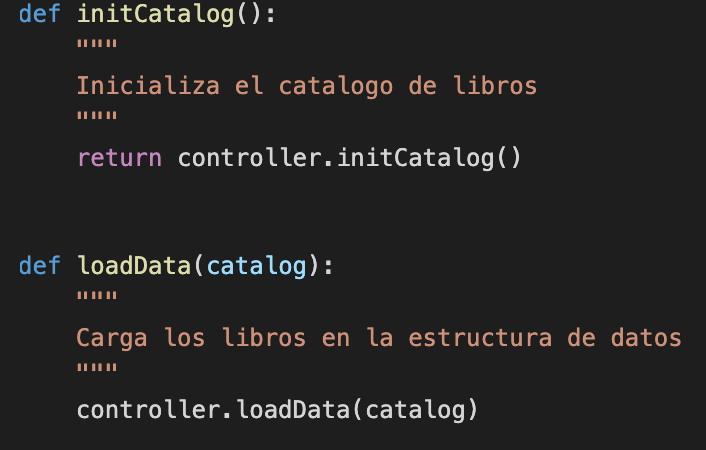 def initCatalog():
    """
    Inicializa el catalogo de libros
    """
    return controller.initCatalog()


def loadData(catalog):
    """
    Carga los libros en la estructura de datos
    """
    controller.loadData(catalog)